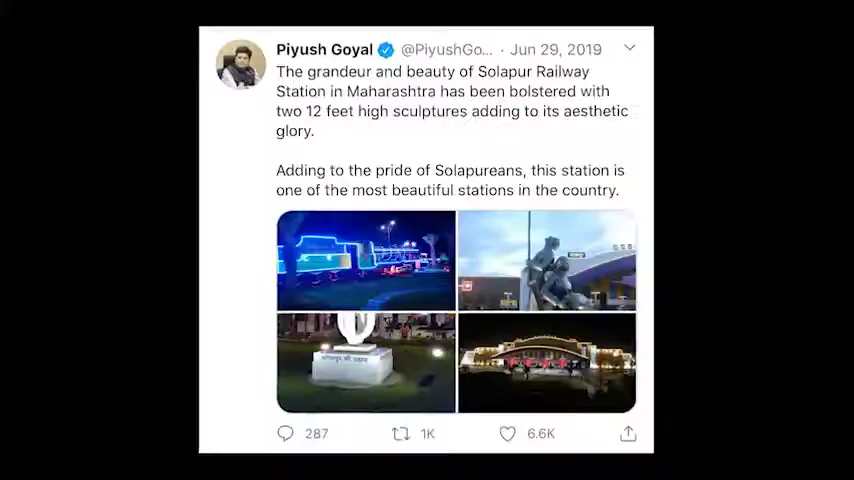 Piyush Goyal @PiyushGo... · Jun 29, 2019
The grandeur and beauty of Solapur Railway
Station in Maharashtra has been bolstered with
two 12 feet high sculptures adding to its aesthetic
glory.
Adding to the pride of Solapureans, this station is
one of the most beautiful stations in the country.
287 1K 6.6K